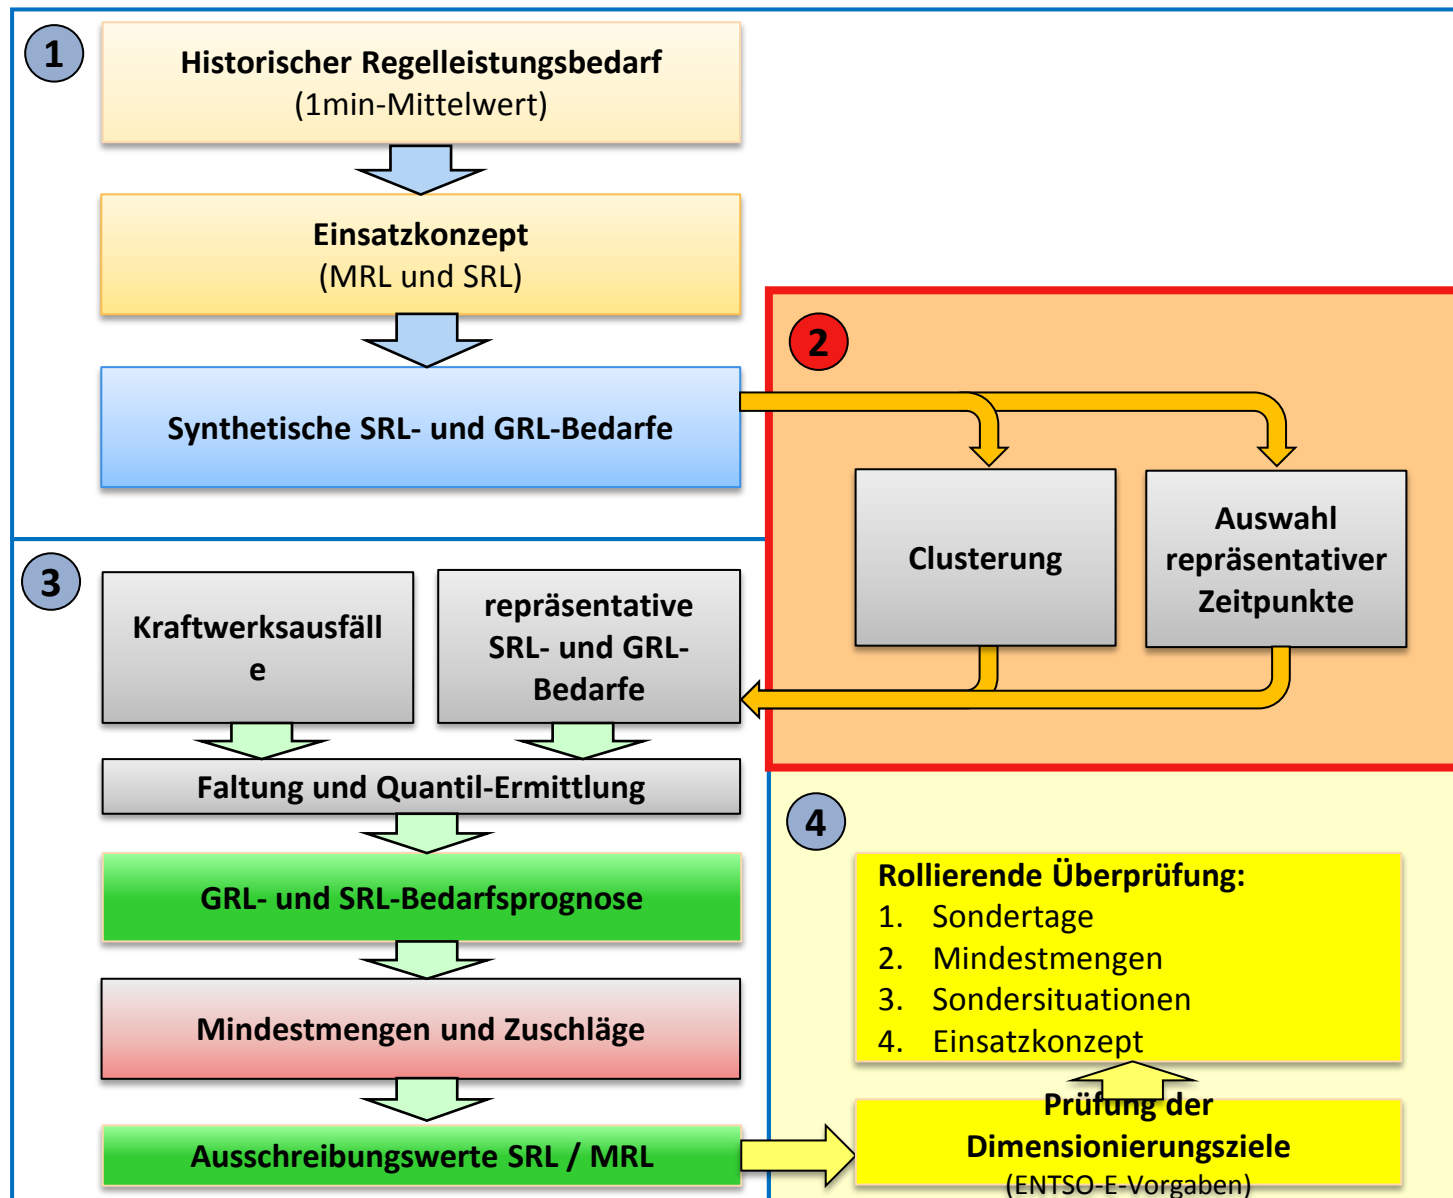 1
Historischer Regelleistungsbedarf
(1min-Mittelwert)
Einsatzkonzept
(MRL und SRL)
Synthetische SRL- und GRL-Bedarfe
2
Clusterung
Auswahl
repräsentativer
Zeitpunkte
3
Kraftwerksausfäll
e
repräsentative
SRL- und GRL-
Bedarfe
Faltung und Quantil-Ermittlung
GRL- und SRL-Bedarfsprognose
Mindestmengen und Zuschläge
Ausschreibungswerte SRL / MRL
4
Rollierende Überprüfung:
1. Sondertage
2. Mindestmengen
3. Sondersituationen
4. Einsatzkonzept
Prüfung der
Dimensionierungsziele
(ENTSO-E-Vorgaben)